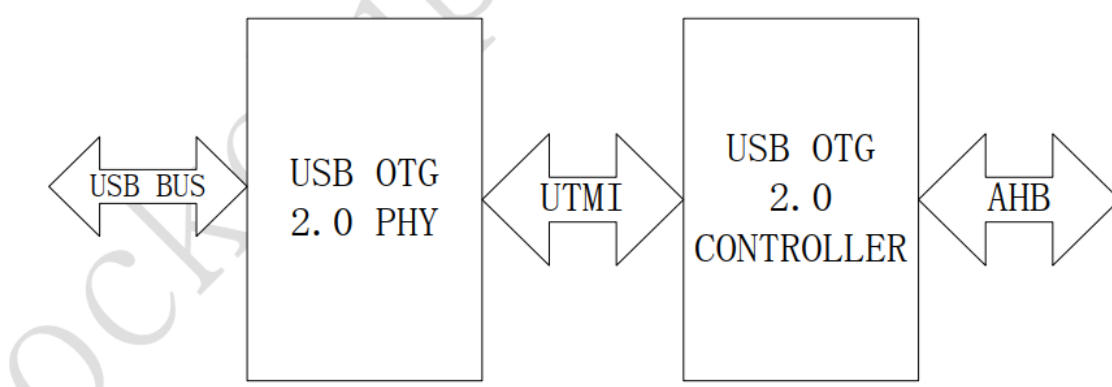 USB BUS
USB OTG
2.0 PHY
UTMI
USB OTG
2.0
CONTROLLER
AHB